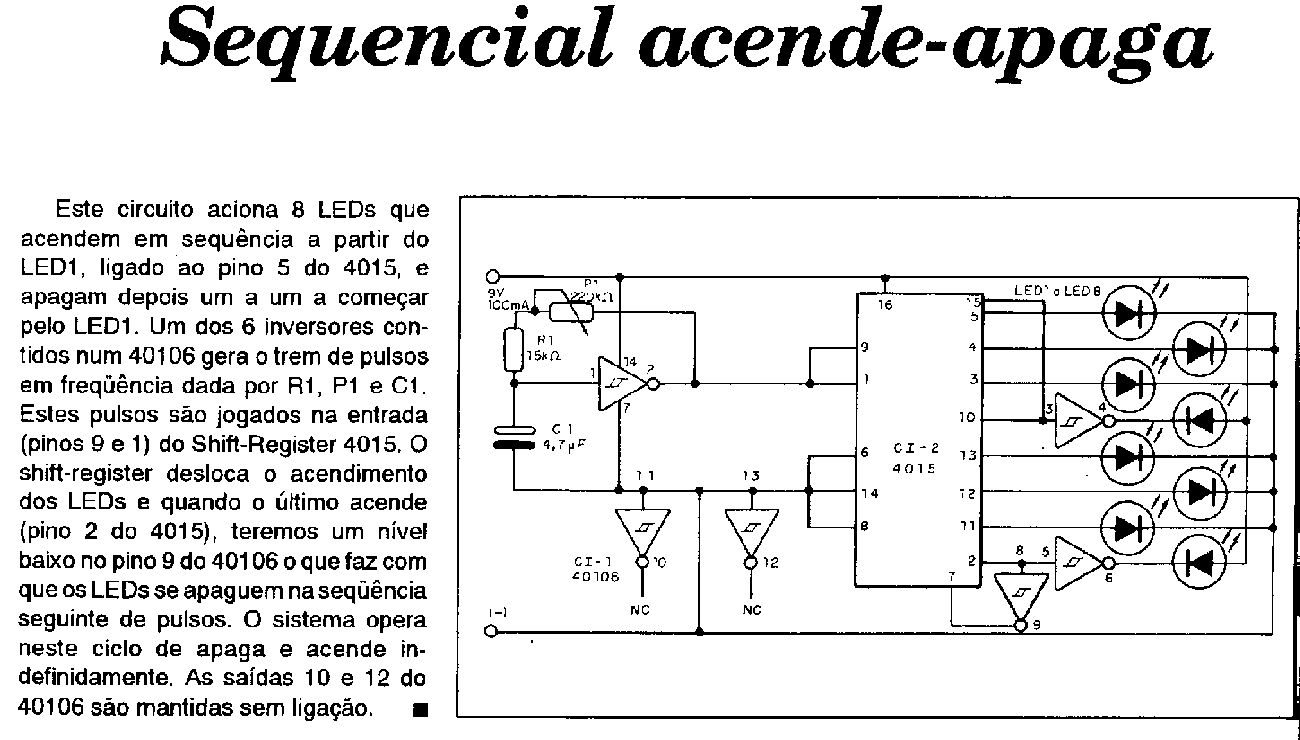 Sequencial acende-apaga
Este circuito aciona 8 LEDs que
acendem em sequência a partir do
LED1, ligado ao pino 5 do 4015, e
apagam depois um a um a começar
pelo LED1. Um dos 6 inversores con-
tidos num 40106 gera o trem de pulsos
em freqüência dada por R1, P1 e C1.
Estes pulsos são jogados na entrada
(pinos 9 e 1) do Shift-Register 4015. O
shift-register desloca o acendimento
dos LEDs e quando o último acende
(pino 2 do 4015), teremos um nível
baixo no pino 9 do 40106 o que faz com
que os LEDs se apaguem na seqüência
seguinte de pulsos. O sistema opera
neste ciclo de apaga e acende in-
definidamente. As saídas 10 e 12 do
40106 são mantidas sem ligação.
9V
100mA
P1
220kΩ
R1
15kΩ
1
14
2
7
C1
4,7µF
11
13
CI-1
40106
10
12
NC
NC
(-)
16
9
1
6
14
8
CI-2
4015
15
5
4
3
10
13
12
11
2
7
LED1 a LED8
3
4
8
5
6
9